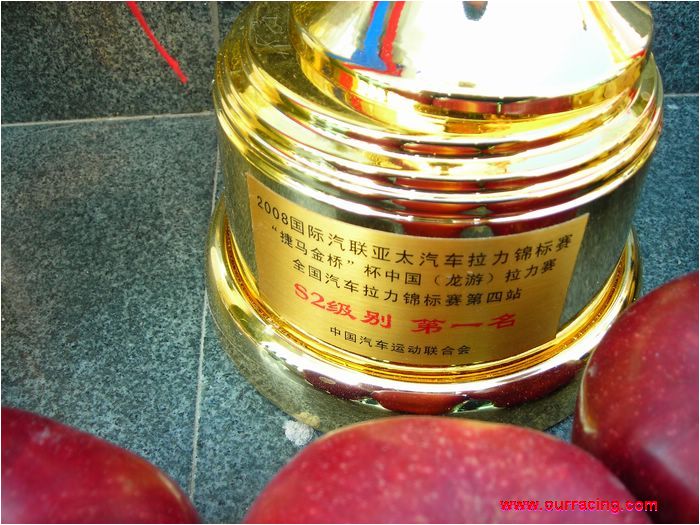 2008国际汽联亚太汽车拉力锦标赛
“捷马金桥”杯中国（龙游）拉力赛
全国汽车拉力锦标赛第四站
S2级别 第一名
中国汽车运动联合会
www.ourracing.com